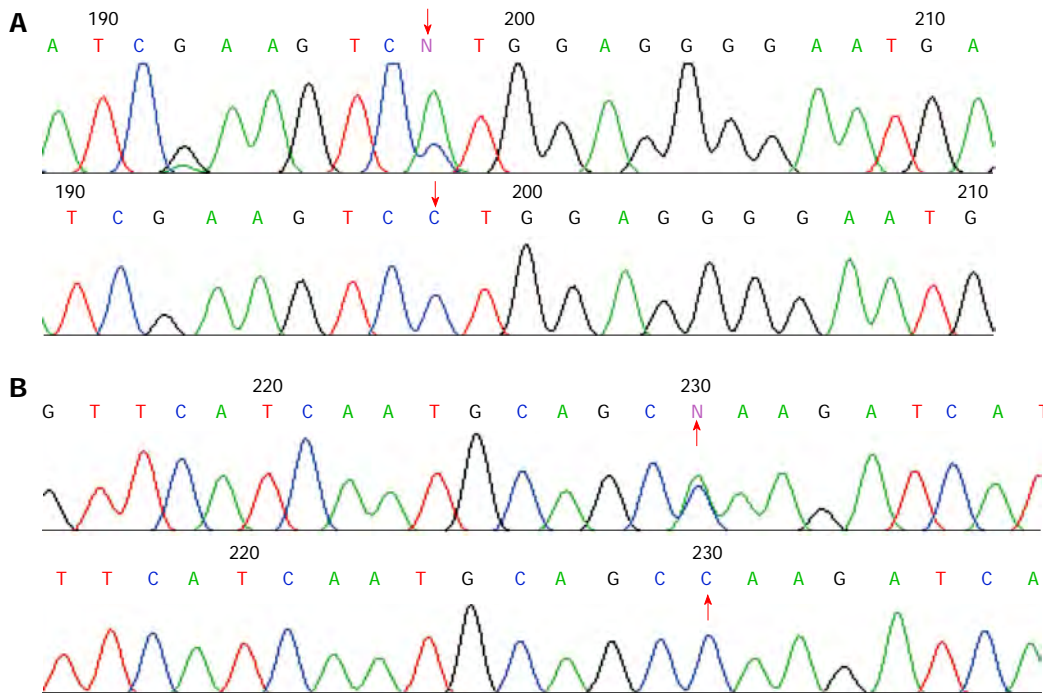 A
190 200 210
A T C G A A G T C N T G G A G G G G A A T G A
190 200 210
T C G A A G T C C T G G A G G G G A A T G
B
220 230
G T T C A T C A A T G C A G C N A A G A T C A T
220 230
T T C A T C A A T G C A G C C A A G A T C A